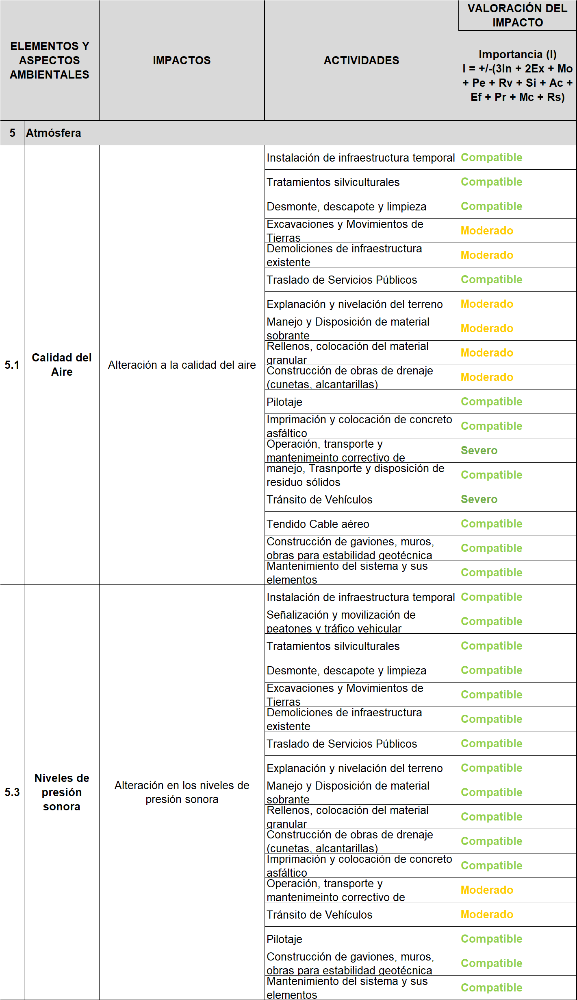 ELEMENTOS Y
ASPECTOS
AMBIENTALES
IMPACTOS
ACTIVIDADES
VALORACIÓN DEL
IMPACTO
Importancia (I)
I = +/-(3In + 2Ex + Mo
+ Pe + Rv + Si + Ac +
Ef + Pr + Mc + Rs)
5 Atmósfera
5.1
Calidad del
Aire
Alteración a la calidad del aire
Instalación de infraestructura temporal
Compatible
Tratamientos silviculturales
Compatible
Desmonte, descapote y limpieza
Compatible
Excavaciones y Movimientos de
Tierras
Moderado
Demoliciones de infraestructura
existente
Moderado
Traslado de Servicios Públicos
Compatible
Explanación y nivelación del terreno
Moderado
Manejo y Disposición de material
sobrante
Moderado
Rellenos, colocación del material
granular
Moderado
Construcción de obras de drenaje
(cunetas, alcantarillas)
Moderado
Pilotaje
Compatible
Imprimación y colocación de concreto
asfáltico
Compatible
Operación, transporte y
mantenimeinto correctivo de
Severo
manejo, Trasnporte y disposición de
residuo sólidos
Compatible
Tránsito de Vehículos
Severo
Tendido Cable aéreo
Compatible
Construcción de gaviones, muros,
obras para estabilidad geotécnica
Compatible
Mantenimiento del sistema y sus
elementos
Compatible
5.3
Niveles de
presión
sonora
Alteración en los niveles de
presión sonora
Instalación de infraestructura temporal
Compatible
Señalización y movilización de
peatones y tráfico vehicular
Compatible
Tratamientos silviculturales
Compatible
Desmonte, descapote y limpieza
Compatible
Excavaciones y Movimientos de
Tierras
Compatible
Demoliciones de infraestructura
existente
Compatible
Traslado de Servicios Públicos
Compatible
Explanación y nivelación del terreno
Compatible
Manejo y Disposición de material
sobrante
Compatible
Rellenos, colocación del material
granular
Compatible
Construcción de obras de drenaje
(cunetas, alcantarillas)
Compatible
Imprimación y colocación de concreto
asfáltico
Compatible
Operación, transporte y
mantenimeinto correctivo de
Moderado
Tránsito de Vehículos
Moderado
Pilotaje
Compatible
Construcción de gaviones, muros,
obras para estabilidad geotécnica
Compatible
Mantenimiento del sistema y sus
elementos
Compatible